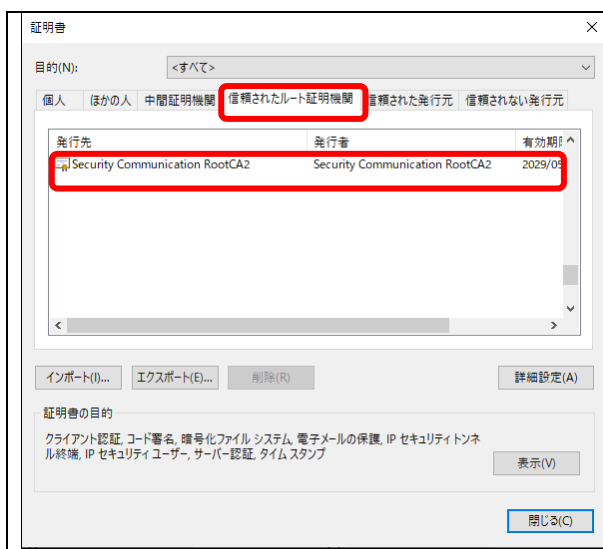 証明書
目的(N):
<すべて>
個人 ほかの人 中間証明機関 信頼されたルート証明機関 信頼された発行元 信頼されない発行元
発行先 発行者 有効期
Security Communication RootCA2 Security Communication RootCA2 2029/05
インポート(I)... エクスポート(E)... 削除(R) 詳細設定(A)
証明書の目的
クライアント認証, コード署名, 暗号化ファイル システム, 電子メールの保護, IP セキュリティ トンネ
ル終端, IP セキュリティ ユーザー, サーバー認証, タイム スタンプ
表示(V)
閉じる(C)